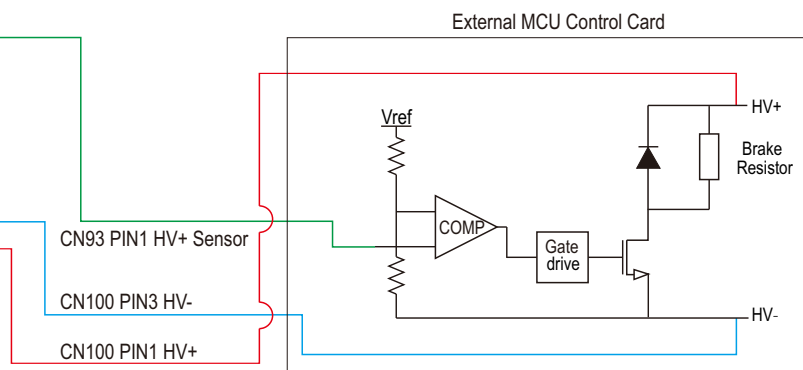 External MCU Control Card
HV+
Vref
Brake
Resistor
COMP
CN93 PIN1 HV+ Sensor
Gate
drive
CN100 PIN3 HV-
HV-
CN100 PIN1 HV+